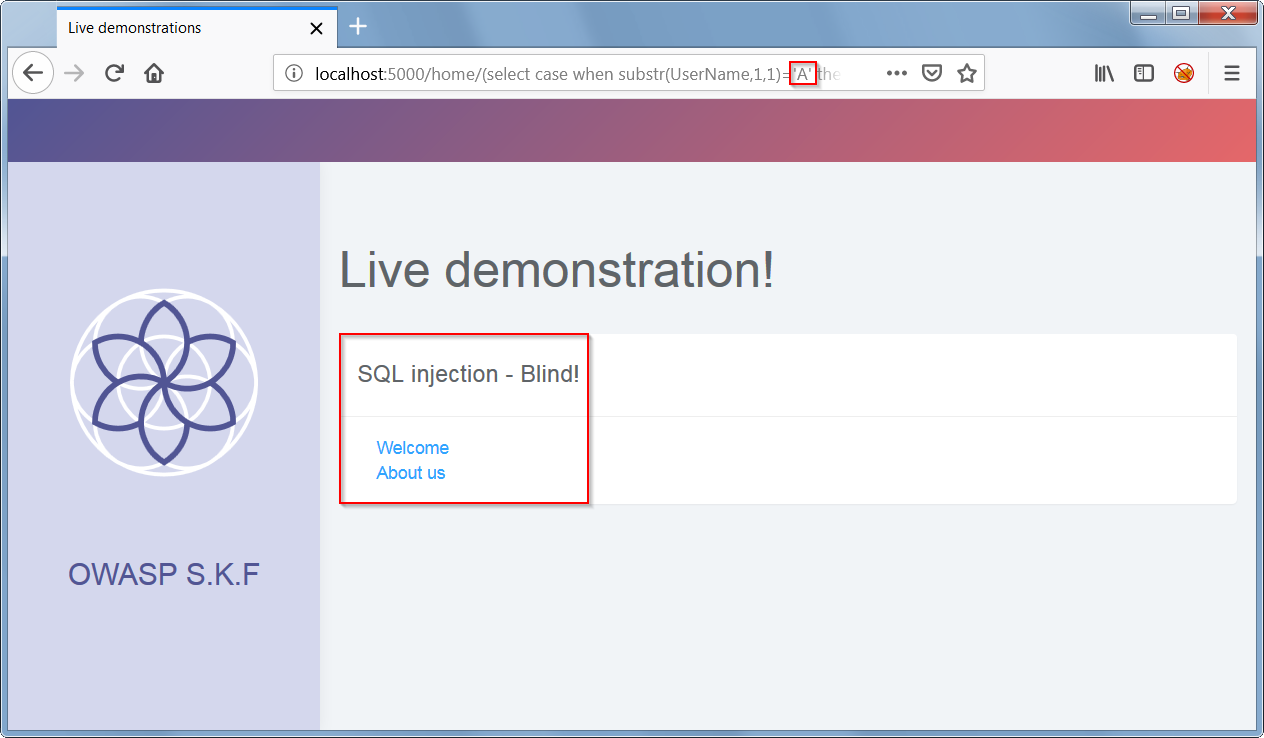 Live demonstrations
localhost:5000/home/(select case when substr(UserName,1,1)='A' the
Live demonstration!
SQL injection - Blind!
Welcome
About us
OWASP S.K.F